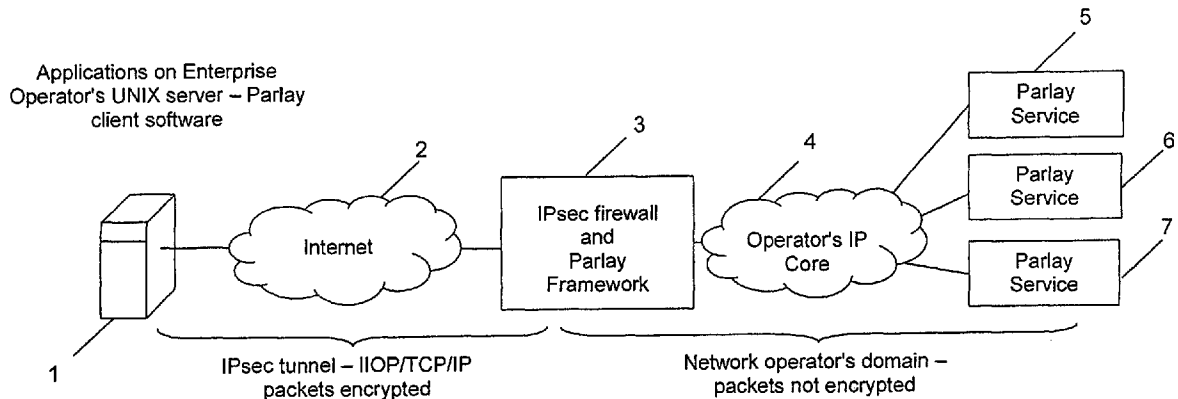 Applications on Enterprise
Operator's UNIX server – Parlay
client software
1
2
Internet
3
IPsec firewall
and
Parlay
Framework
4
Operator's IP
Core
5
Parlay
Service
6
Parlay
Service
7
Parlay
Service
IPsec tunnel – IIOP/TCP/IP
packets encrypted
Network operator's domain –
packets not encrypted